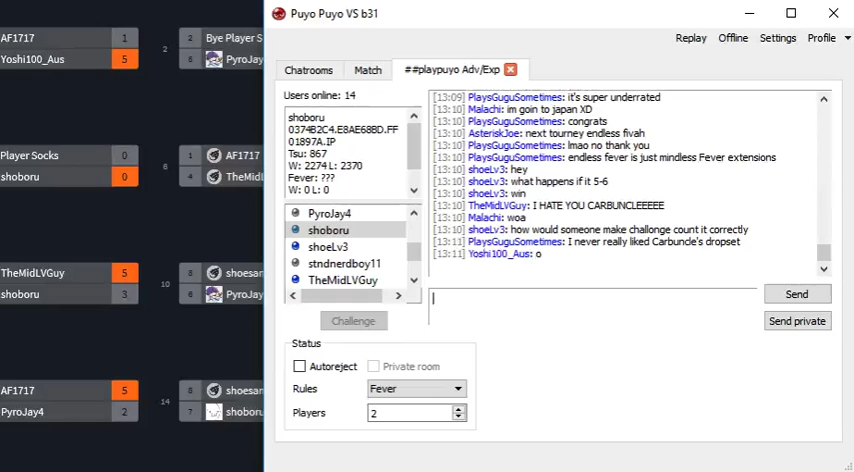 AF1717 1
Yoshi100_Aus 5
2
2 Bye Player S
PyroJay
Player Socks 0
shoboru 0
6
1 AF1717
4 TheMidL
TheMidLVGuy 5
shoboru 3
10
shoesan
6 PyroJay
AF1717 5
PyroJay4 2
14
shoesan
7 shoboru
Puyo Puyo VS b31
Replay Offline Settings Profile
Chatrooms Match ##playpuyo Adv/Exp
Users online: 14
shoboru
0374B2C4.E8AE68BD.FF
01897A.IP
Tsu: 867
W: 2274 L: 2370
Fever: ???
W: 0 L: 0
PyroJay4
shoboru
shoeLv3
stndnerdboy11
TheMidLVGuy
Challenge
[13:09] PlaysGuguSometimes: it's super underrated
[13:10] Malachi: im goin to japan XD
[13:10] PlaysGuguSometimes: congrats
[13:10] AsteriskJoe: next tourney endless fivah
[13:10] PlaysGuguSometimes: lmao no thank you
[13:10] PlaysGuguSometimes: endless fever is just mindless Fever extensions
[13:10] shoeLv3: hey
[13:10] shoeLv3: what happens if it 5-6
[13:10] shoeLv3: win
[13:10] TheMidLVGuy: I HATE YOU CARBUNCLEEEEE
[13:10] Malachi: woa
[13:10] shoeLv3: how would someone make challonge count it correctly
[13:11] PlaysGuguSometimes: I never really liked Carbuncle's dropset
[13:11] Yoshi100_Aus: o
Send
Send private
Status
Autoreject Private room
Rules Fever
Players 2